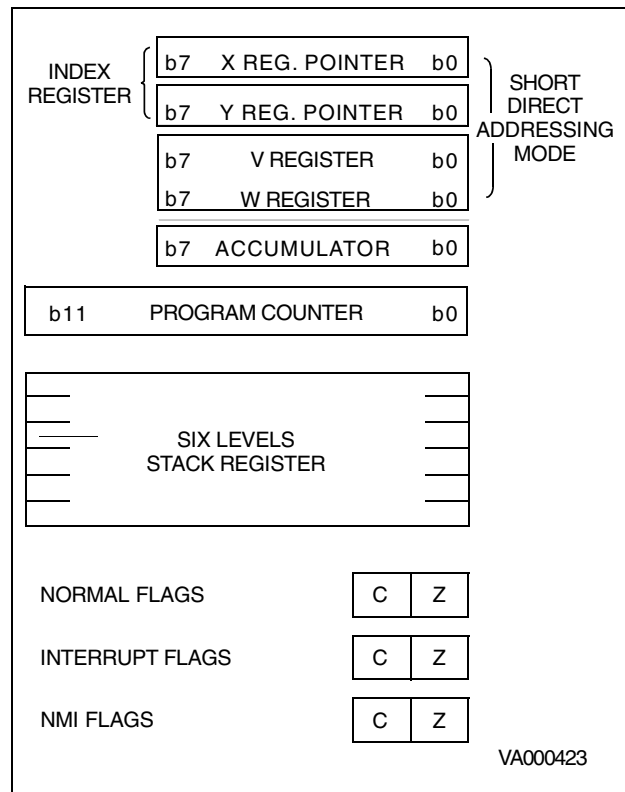 INDEX
REGISTER
b7 X REG. POINTER b0
b7 Y REG. POINTER b0
b7 V REGISTER b0
b7 W REGISTER b0
SHORT
DIRECT
ADDRESSING
MODE
b7 ACCUMULATOR b0
b11 PROGRAM COUNTER b0
SIX LEVELS
STACK REGISTER
NORMAL FLAGS C Z
INTERRUPT FLAGS C Z
NMI FLAGS C Z
VA000423